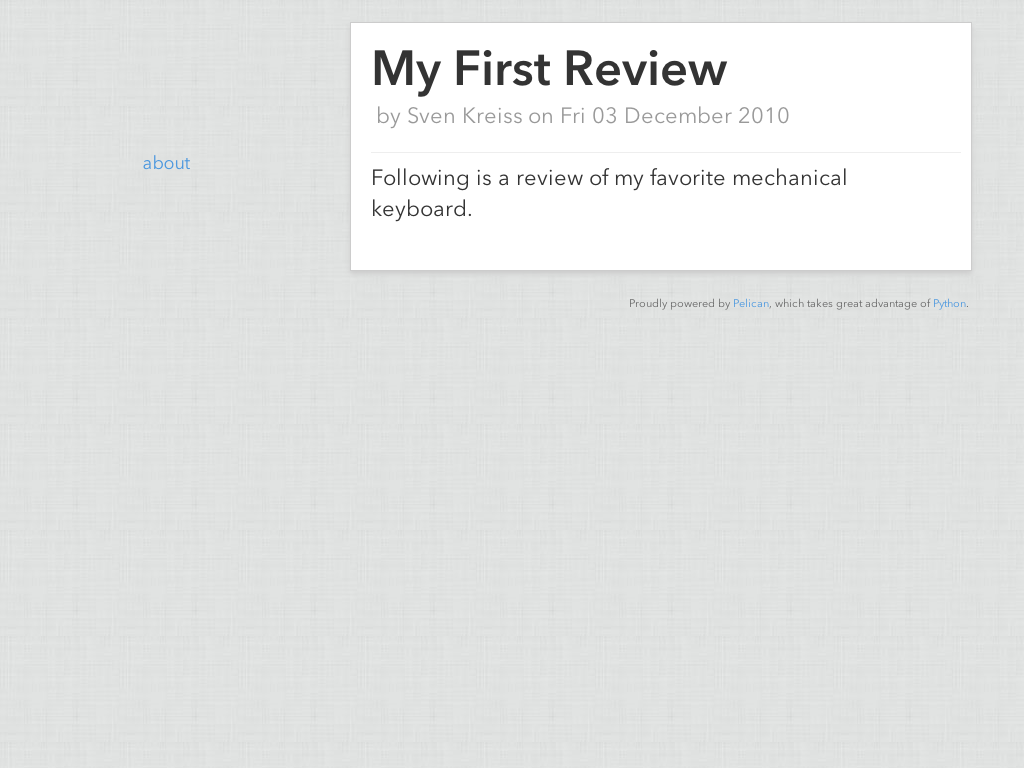 My First Review
by Sven Kreiss on Fri 03 December 2010
about
Following is a review of my favorite mechanical
keyboard.
Proudly powered by Pelican, which takes great advantage of Python.